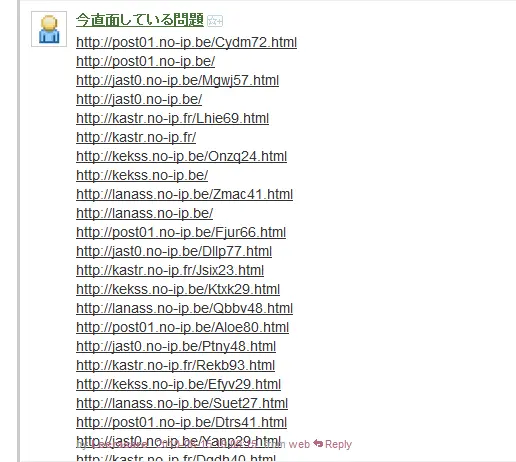 今直面している問題
http://post01.no-ip.be/Cydm72.html
http://post01.no-ip.be/
http://jast0.no-ip.be/Mgwj57.html
http://jast0.no-ip.be/
http://kastr.no-ip.fr/Lhie69.html
http://kastr.no-ip.fr/
http://kekss.no-ip.be/Onzq24.html
http://kekss.no-ip.be/
http://lanass.no-ip.be/Zmac41.html
http://lanass.no-ip.be/
http://post01.no-ip.be/Fjur66.html
http://jast0.no-ip.be/Dllp77.html
http://kastr.no-ip.fr/Jsix23.html
http://kekss.no-ip.be/Ktxk29.html
http://lanass.no-ip.be/Qbbv48.html
http://post01.no-ip.be/Aloe80.html
http://jast0.no-ip.be/Ptny48.html
http://kastr.no-ip.fr/Rekb93.html
http://kekss.no-ip.be/Efyv29.html
http://lanass.no-ip.be/Suet27.html
http://post01.no-ip.be/Dtrs41.html
http://jast0.no-ip.be/Yanp29.html
web Reply
http://kastr.no-ip.fr/Dgdh40.html